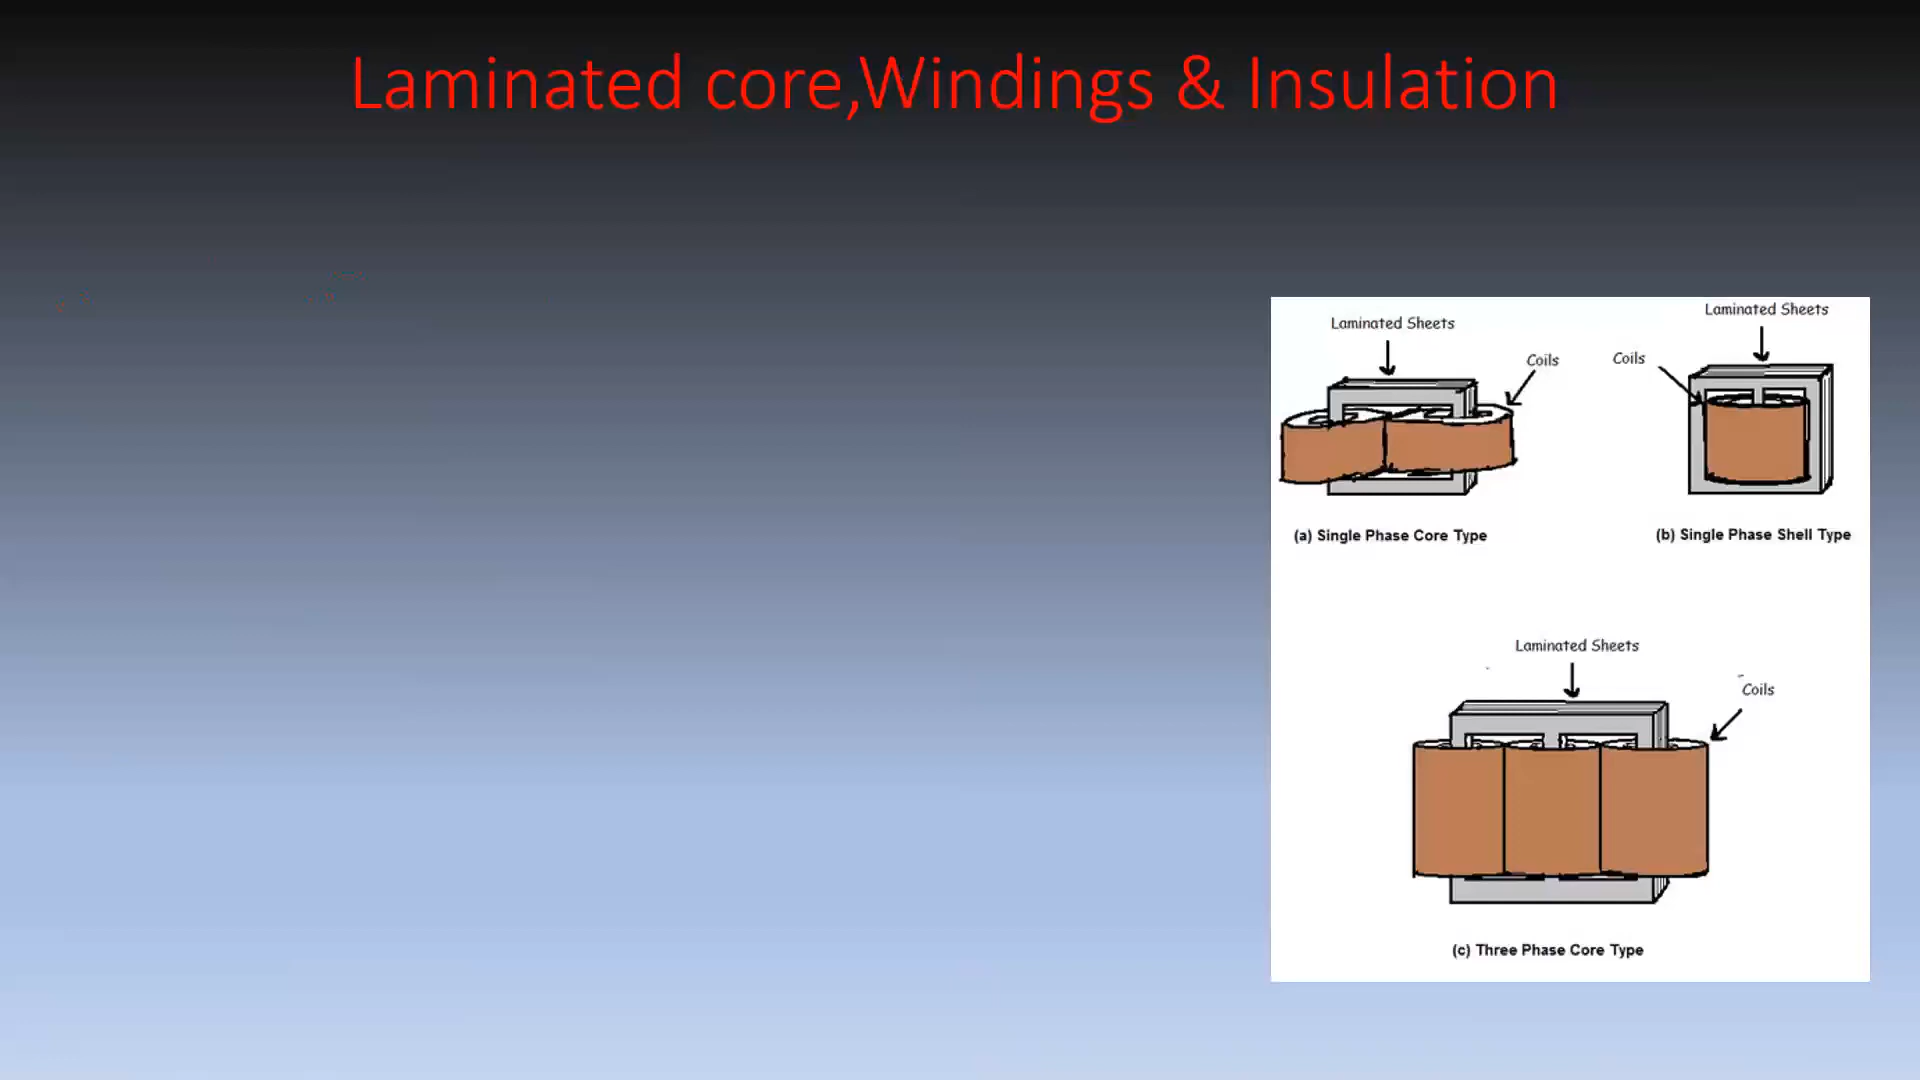 Laminated core,Windings & Insulation
Laminated Sheets
Coils
(a) Single Phase Core Type
Laminated Sheets
Coils
(b) Single Phase Shell Type
Laminated Sheets
Coils
(c) Three Phase Core Type